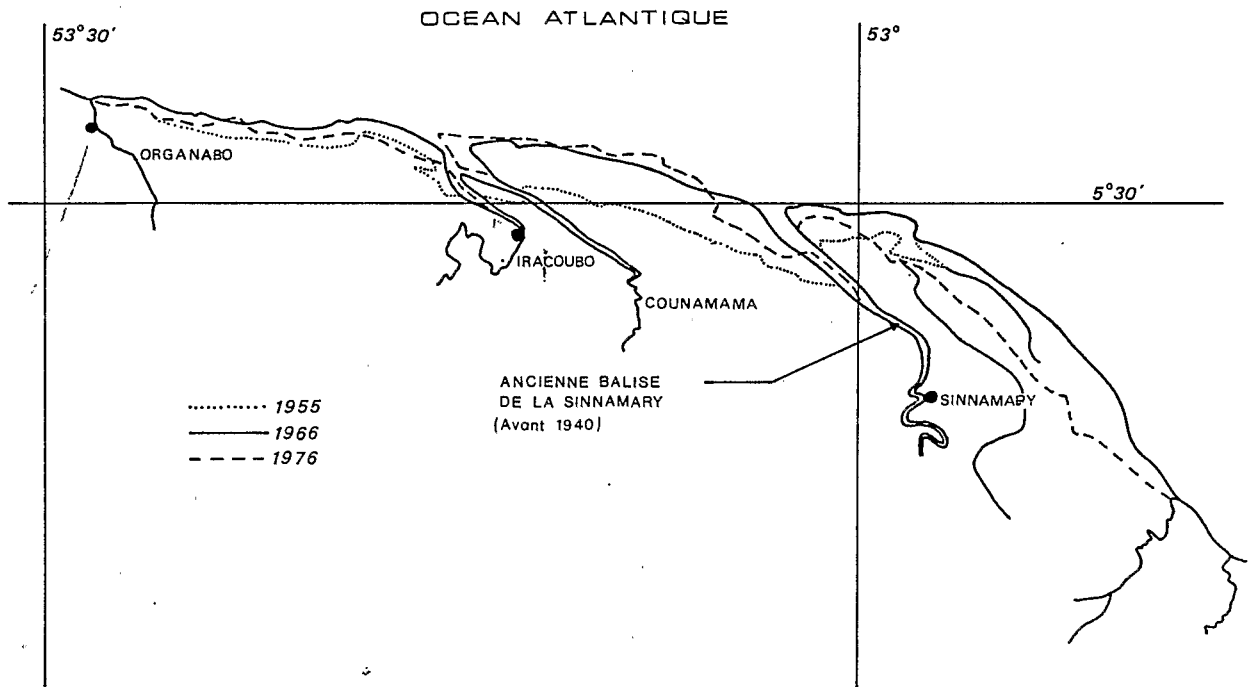 OCEAN ATLANTIQUE
53°30'
53°
ORGANABO
5°30'
IRACOUBO
COUNAMAMA
ANCIENNE BALISE
DE LA SINNAMARY
(Avant 1940)
SINNAMARY
1955
1966
1976